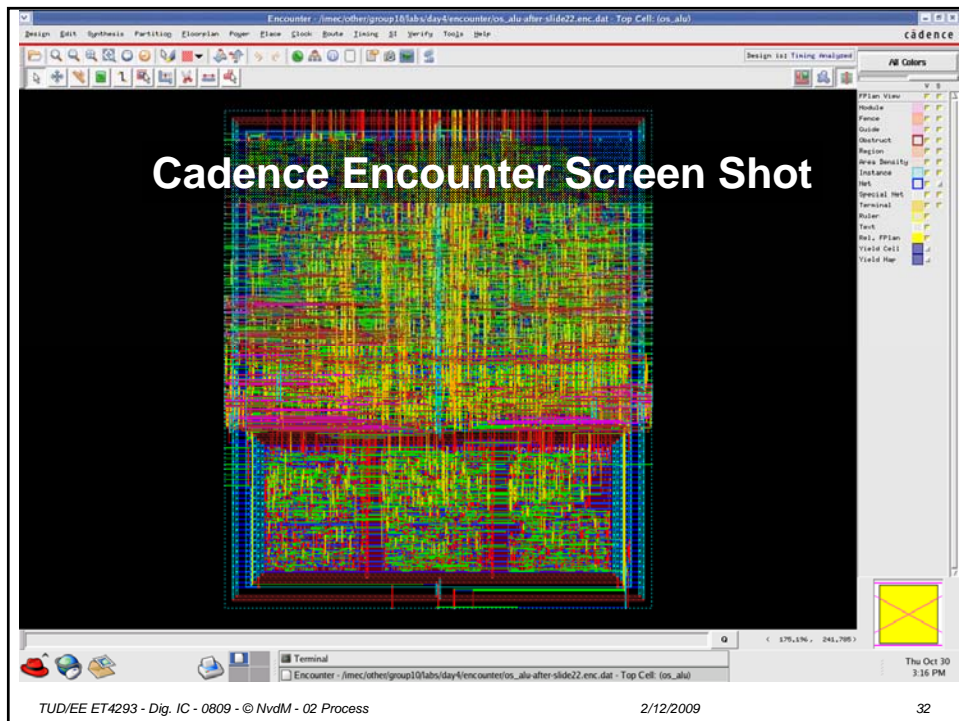 Encounter - /imec/other/group10/labs/day4/encounter/os_alu-after-slide22.enc.dat - Top Cell: (os_alu)
Design Edit Synthesis Partition Floorplan Power Place Clock Route Timing SI Verify Tools Help
cādence
Design is: Timing Analyzed
All Colors
V S
FPlan View
Module
Fence
Guide
Obstruct
Region
Area Density
Instance
Net
Special Net
Terminal
Ruler
Text
Rel. FPlan
Yield Cell
Yield Map
Cadence Encounter Screen Shot
Q
( 175.196, 241.785)
Terminal
Encounter - /imec/other/group10/labs/day4/encounter/os_alu-after-slide22.enc.dat - Top Cell: (os_alu)
Thu Oct 30
3:16 PM
TUD/EE ET4293 - Dig. IC - 0809 - © NvdM - 02 Process 2/12/2009 32